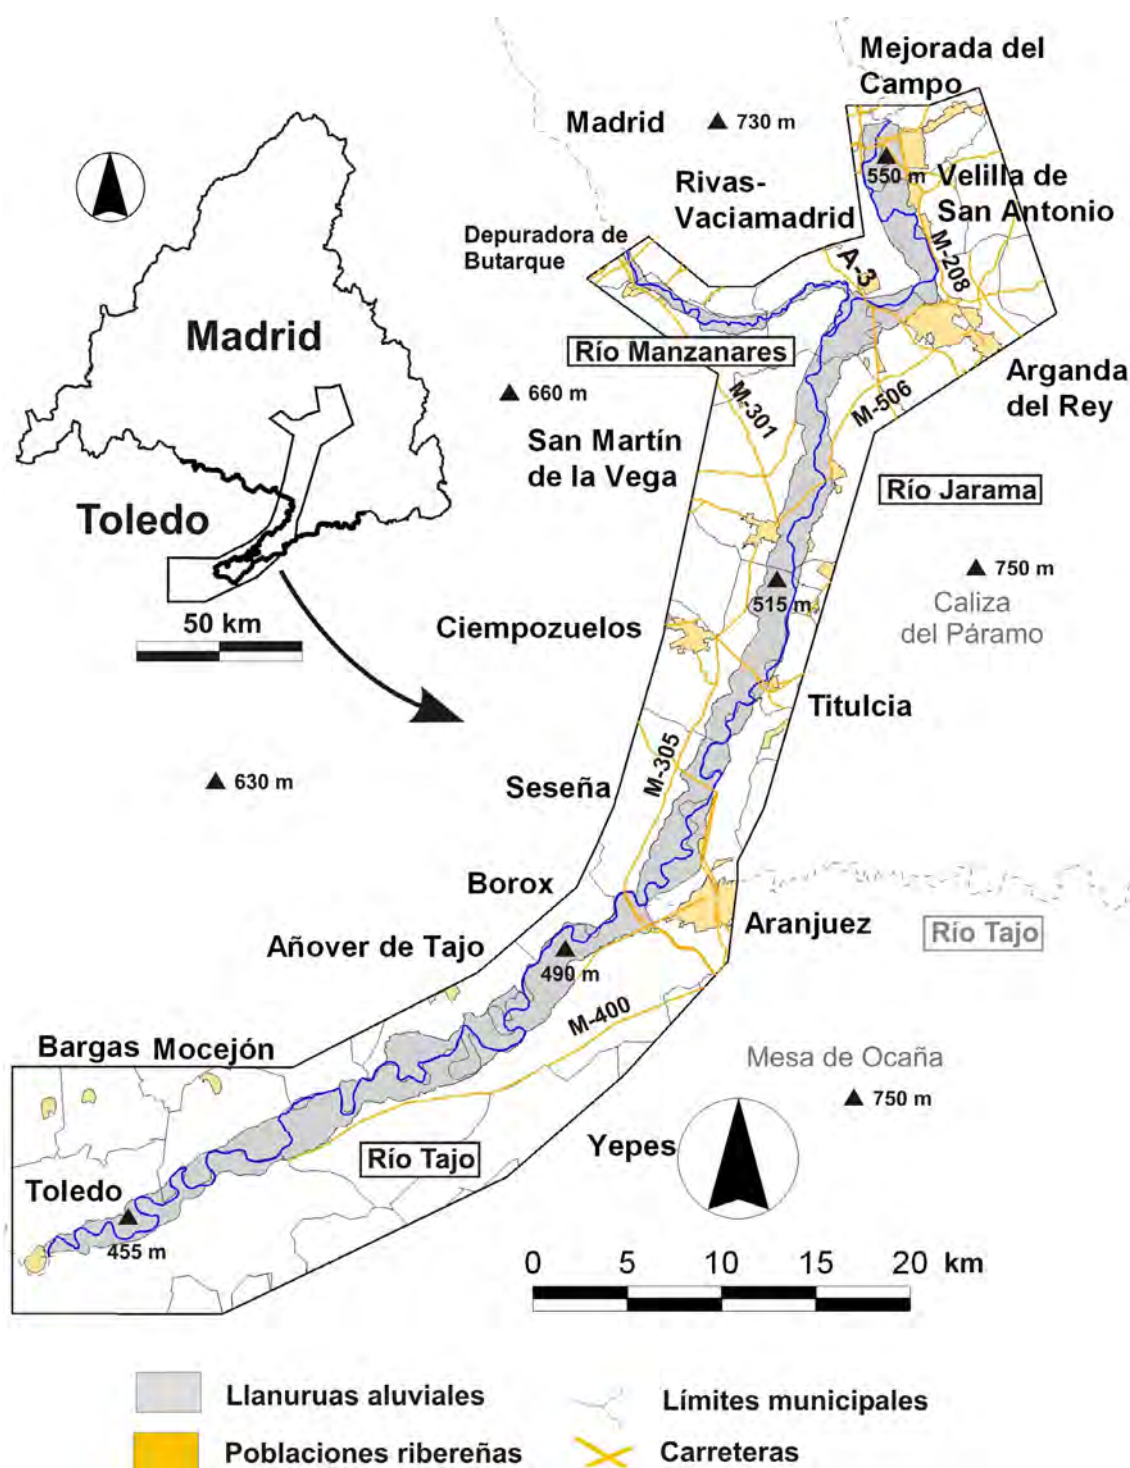 Mejorada del
Campo
Madrid
730 m
550 m
Velilla de
San Antonio
Rivas-
Vaciamadrid
Depuradora de
Butarque
A-3
M-208
Madrid
Río Manzanares
Arganda
del Rey
660 m
M-301
M-506
San Martín
de la Vega
Río Jarama
Toledo
750 m
515 m
Caliza
del Páramo
50 km
Ciempozuelos
Titulcia
M-305
630 m
Seseña
Borox
Aranjuez
Río Tajo
Añover de Tajo
490 m
M-400
Bargas
Mocejón
Mesa de Ocaña
750 m
Yepes
Río Tajo
Toledo
455 m
0 5 10 15 20 km
Llanuruas aluviales
Límites municipales
Poblaciones ribereñas
Carreteras